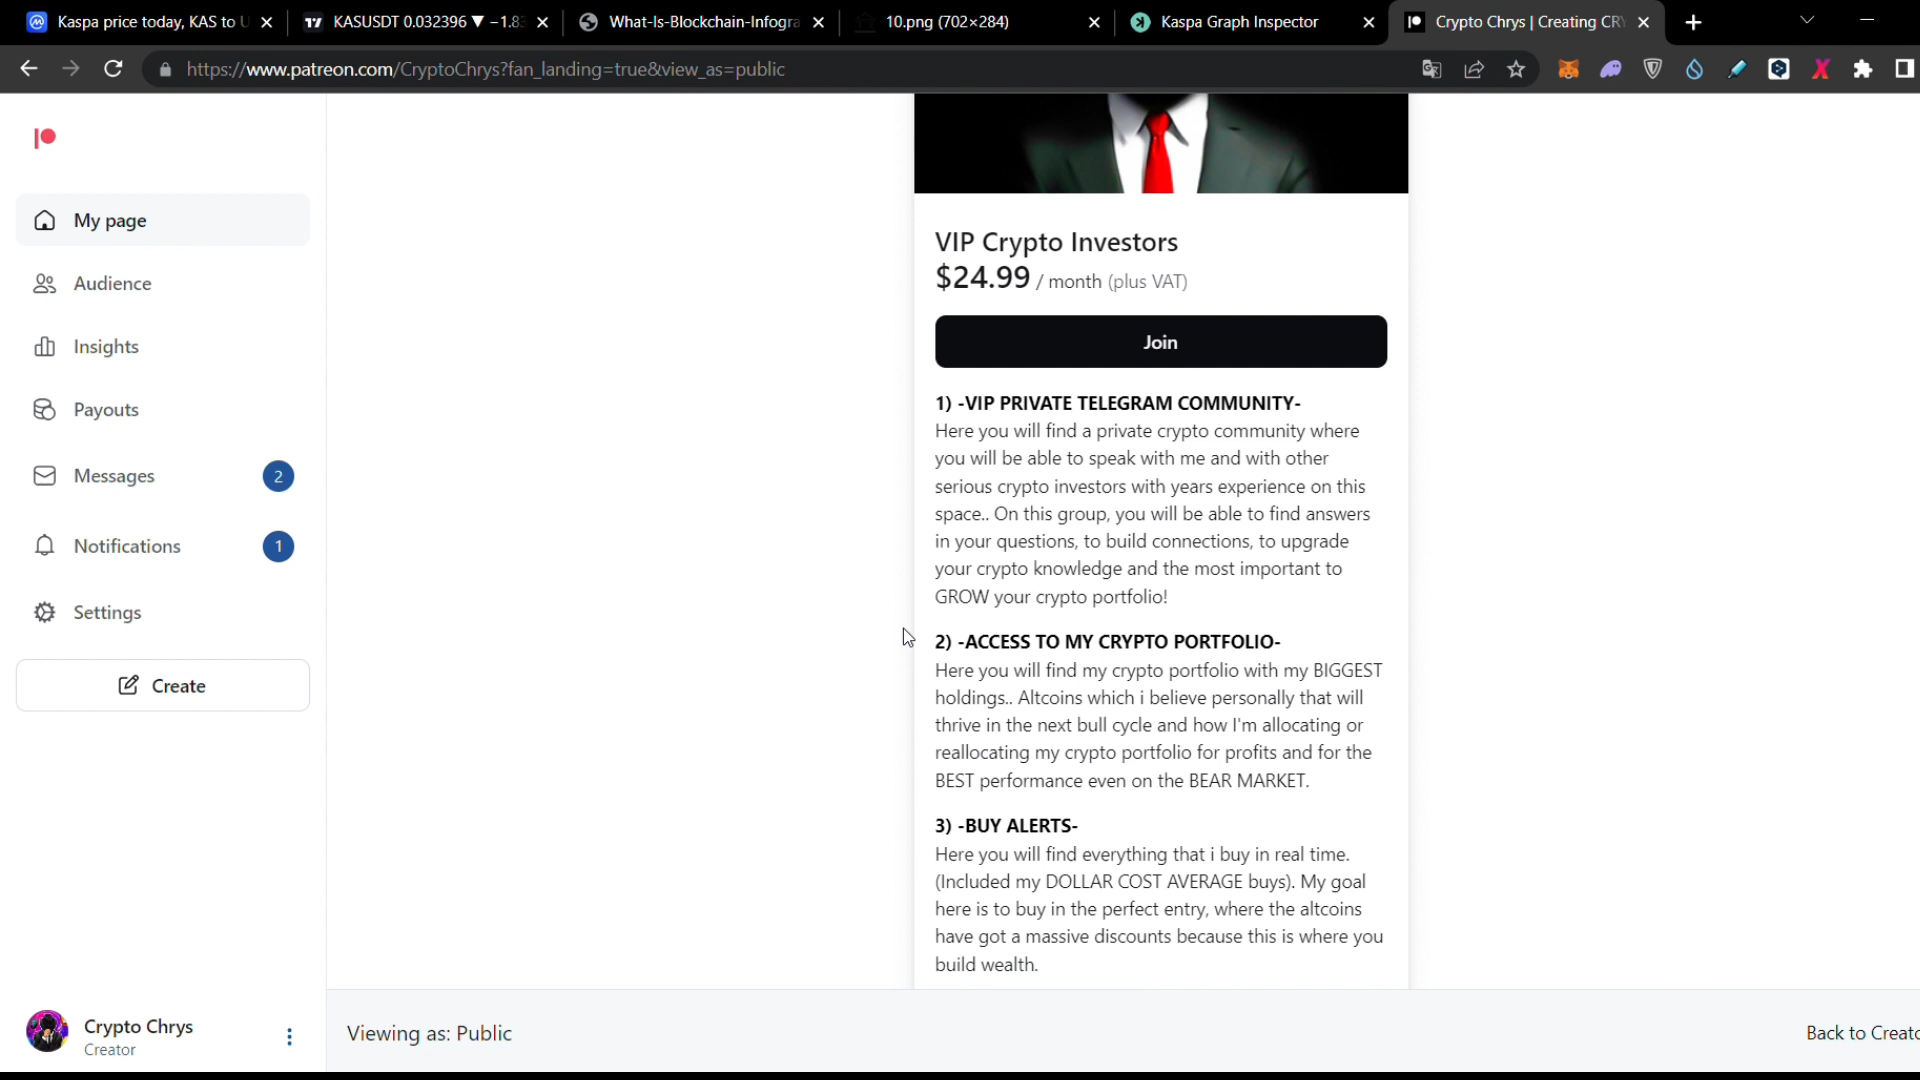 Kaspa price today, KAS to U
KASUSDT 0.032396 ▼ −1.83
What-Is-Blockchain-Infogra
10.png (702×284)
Kaspa Graph Inspector
Crypto Chrys | Creating CRY
https://www.patreon.com/CryptoChrys?fan_landing=true&view_as=public
My page
Audience
Insights
Payouts
Messages 2
Notifications 1
Settings
Create
VIP Crypto Investors
$24.99 / month (plus VAT)
Join
1) -VIP PRIVATE TELEGRAM COMMUNITY-
Here you will find a private crypto community where
you will be able to speak with me and with other
serious crypto investors with years experience on this
space.. On this group, you will be able to find answers
in your questions, to build connections, to upgrade
your crypto knowledge and the most important to
GROW your crypto portfolio!
2) -ACCESS TO MY CRYPTO PORTFOLIO-
Here you will find my crypto portfolio with my BIGGEST
holdings.. Altcoins which i believe personally that will
thrive in the next bull cycle and how I'm allocating or
reallocating my crypto portfolio for profits and for the
BEST performance even on the BEAR MARKET.
3) -BUY ALERTS-
Here you will find everything that i buy in real time.
(Included my DOLLAR COST AVERAGE buys). My goal
here is to buy in the perfect entry, where the altcoins
have got a massive discounts because this is where you
build wealth.
Crypto Chrys
Creator
Viewing as: Public
Back to Creato